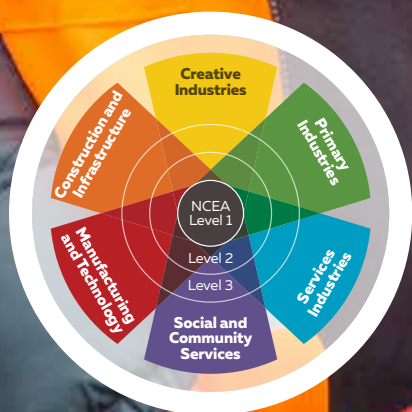 Creative
Industries
Primary
Industries
Services
Industries
Social and
Community
Services
Manufacturing
and Technology
Construction and
Infrastructure
NCEA
Level 1
Level 2
Level 3